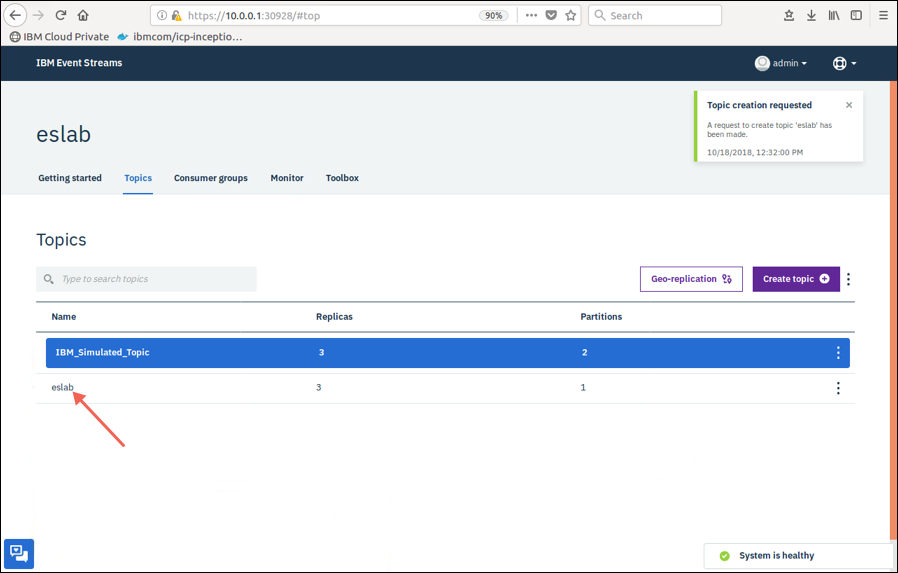 https://10.0.0.1:30928/#top
90%
Search
IBM Cloud Private
ibmcom/icp-inceptio…
IBM Event Streams
admin
Topic creation requested
A request to create topic 'eslab' has
been made.
10/18/2018, 12:32:00 PM
eslab
Getting started Topics Consumer groups Monitor Toolbox
Topics
Type to search topics
Geo-replication
Create topic
Name Replicas Partitions
IBM_Simulated_Topic 3 2
eslab 3 1
System is healthy